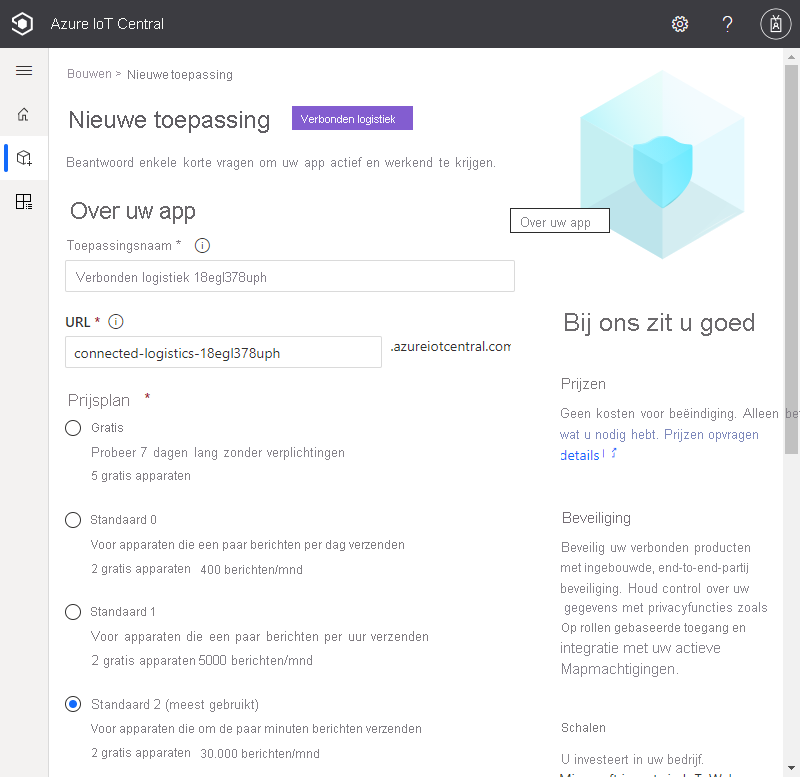 Azure IoT Central
?
Bouwen > Nieuwe toepassing
Nieuwe toepassing
Verbonden logistiek
Beantwoord enkele korte vragen om uw app actief en werkend te krijgen.
Over uw app
Toepassingsnaam *
Verbonden logistiek 18egl378uph
URL *
connected-logistics-18egl378uph
.azureiotcentral.com
Prijsplan *
Gratis
Probeer 7 dagen lang zonder verplichtingen
5 gratis apparaten
Standaard 0
Voor apparaten die een paar berichten per dag verzenden
2 gratis apparaten 400 berichten/mnd
Standaard 1
Voor apparaten die een paar berichten per uur verzenden
2 gratis apparaten 5000 berichten/mnd
Standaard 2 (meest gebruikt)
Voor apparaten die om de paar minuten berichten verzenden
2 gratis apparaten 30.000 berichten/mnd
Over uw app
Bij ons zit u goed
Prijzen
Geen kosten voor beëindiging. Alleen
wat u nodig hebt. Prijzen opvragen
details
Beveiliging
Beveilig uw verbonden producten
met ingebouwde, end-to-end-partij
beveiliging. Houd control over uw
gegevens met privacyfuncties zoals
Op rollen gebaseerde toegang en
integratie met uw actieve
Mapmachtigingen.
Schalen
U investeert in uw bedrijf.